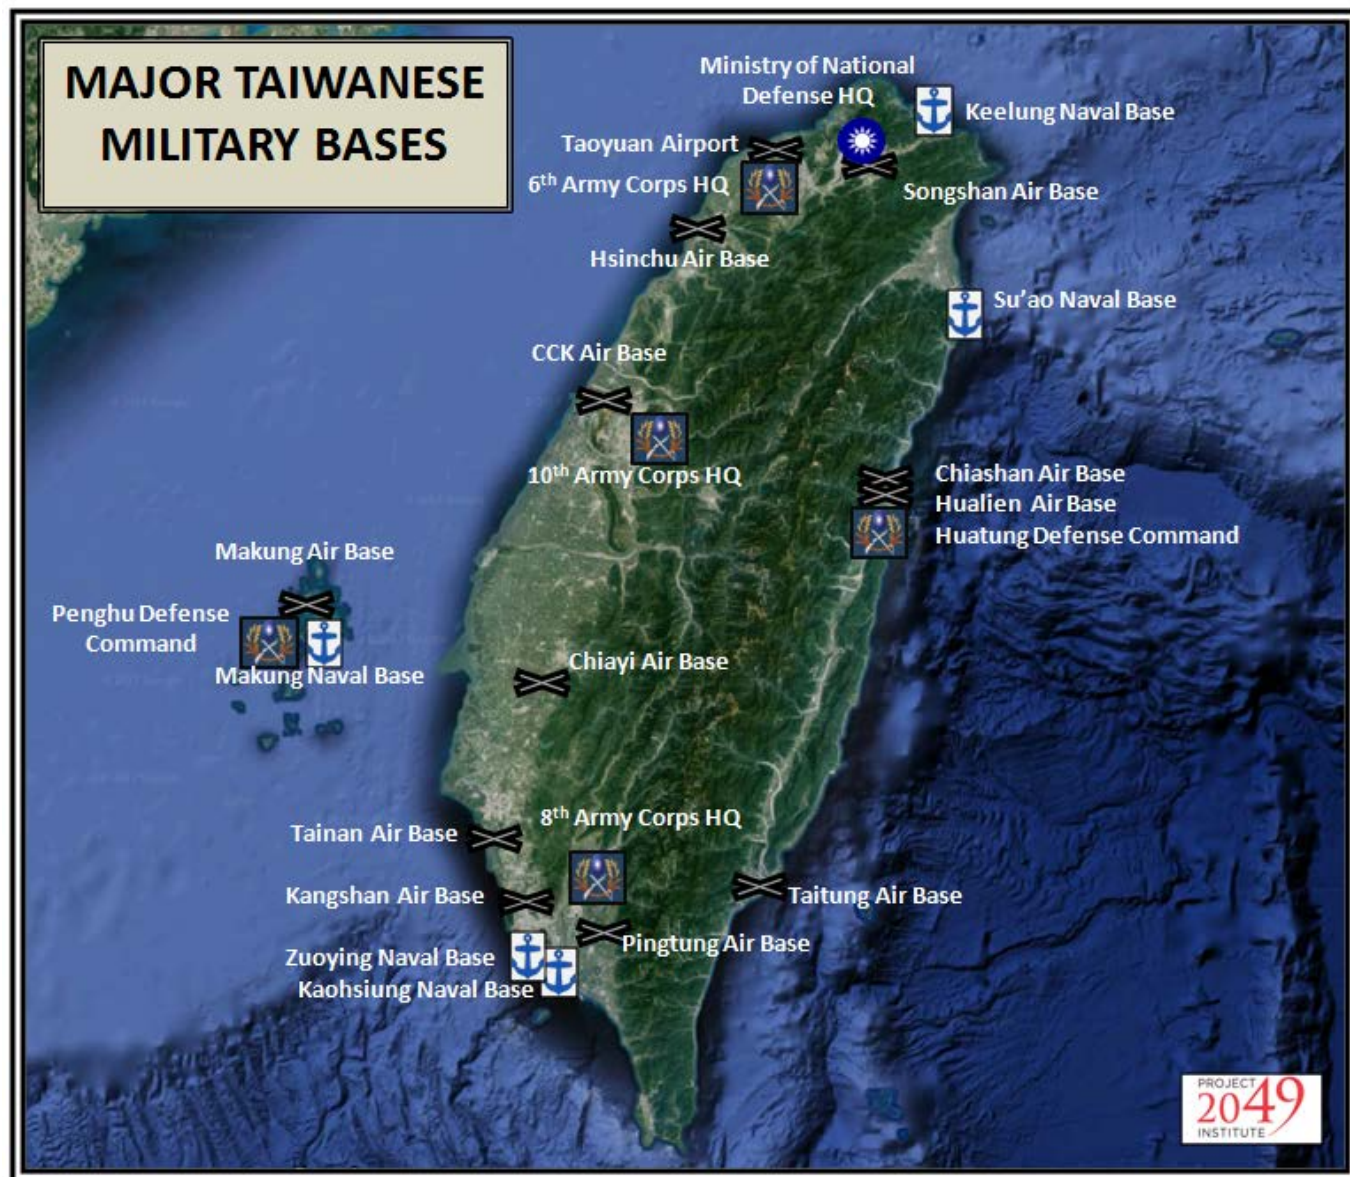 MAJOR TAIWANESE
MILITARY BASES
Ministry of National
Defense HQ
Keelung Naval Base
Taoyuan Airport
6th Army Corps HQ
Songshan Air Base
Hsinchu Air Base
Su'ao Naval Base
CCK Air Base
10th Army Corps HQ
Chiashan Air Base
Hualien Air Base
Huatung Defense Command
Makung Air Base
Penghu Defense
Command
Makung Naval Base
Chiayi Air Base
8th Army Corps HQ
Tainan Air Base
Kangshan Air Base
Taitung Air Base
Pingtung Air Base
Zuoying Naval Base
Kaohsiung Naval Base
PROJECT
2049
INSTITUTE